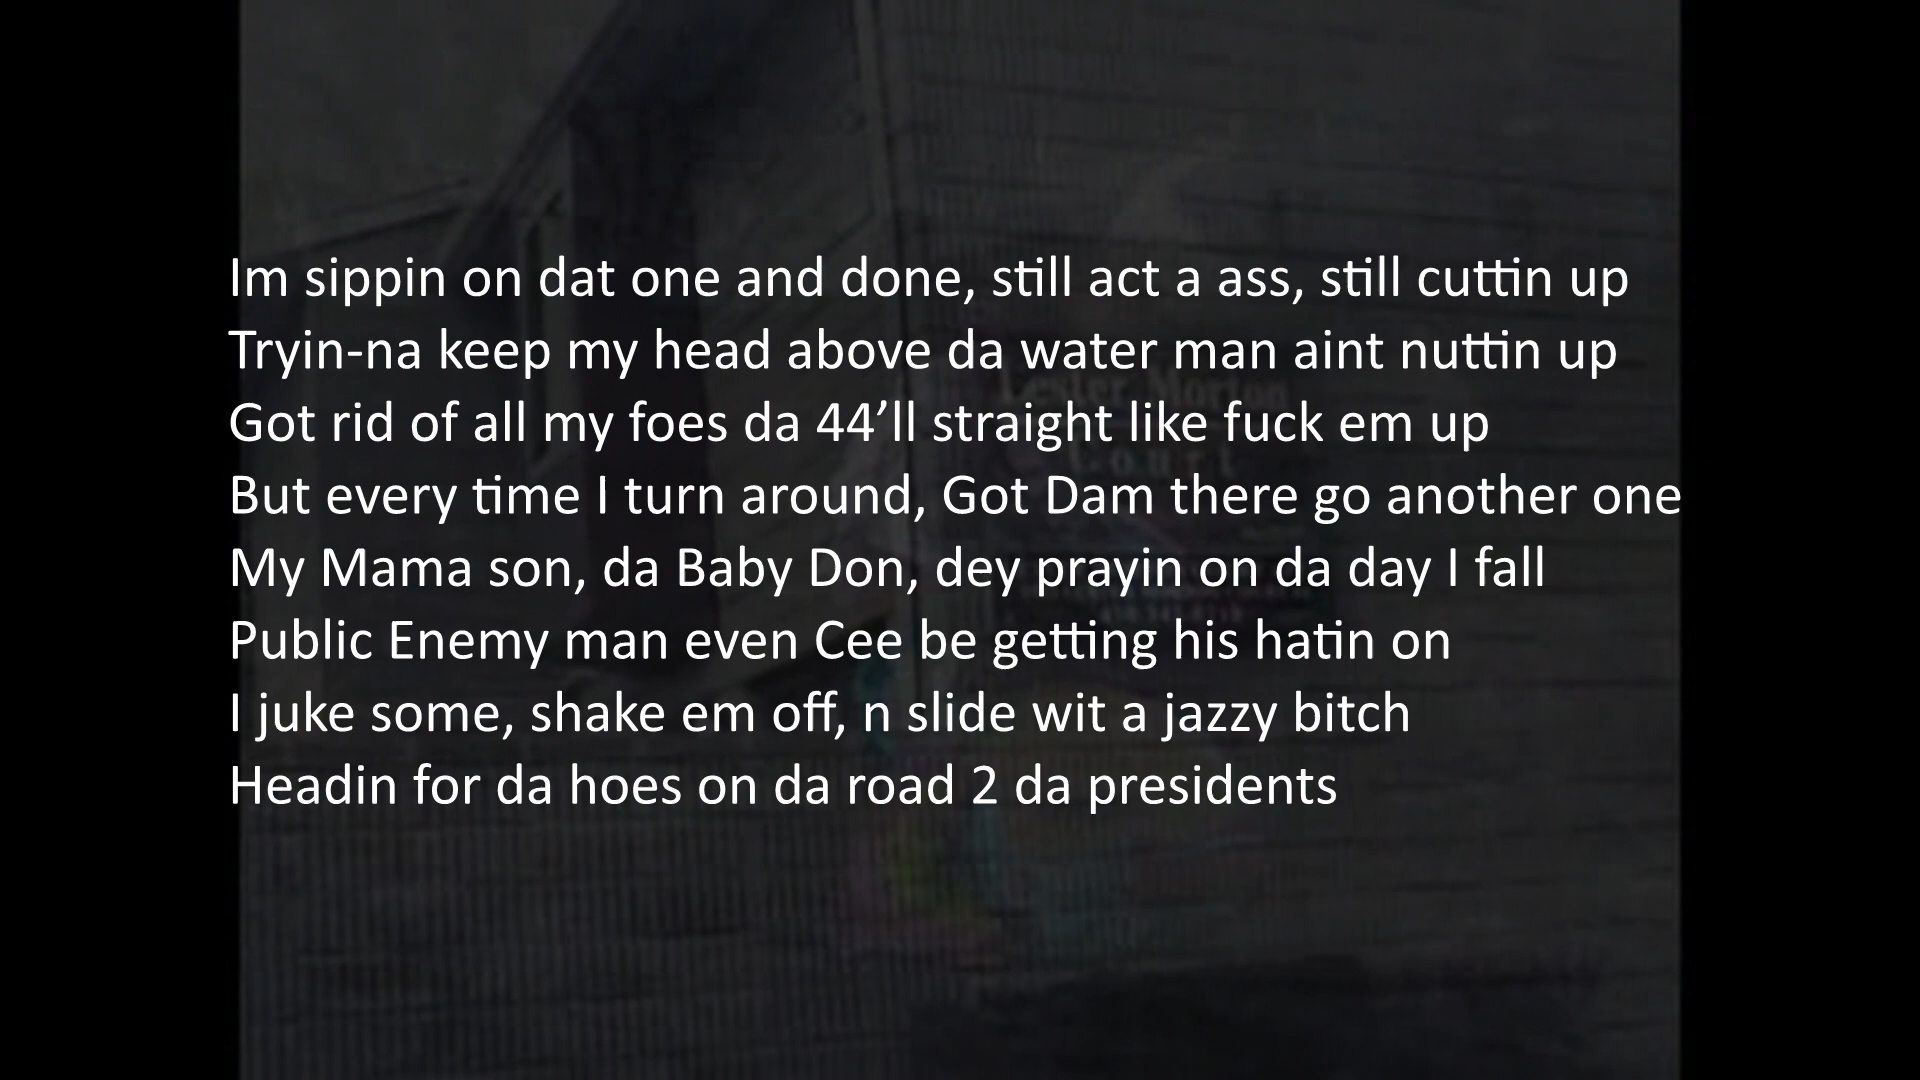 Im sippin on dat one and done, still act a ass, still cuttin up
Tryin-na keep my head above da water man aint nuttin up
Got rid of all my foes da 44’ll straight like fuck em up
But every time I turn around, Got Dam there go another one
My Mama son, da Baby Don, dey prayin on da day I fall
Public Enemy man even Cee be getting his hatin on
I juke some, shake em off, n slide wit a jazzy bitch
Headin for da hoes on da road 2 da presidents
Lester Morton
Court